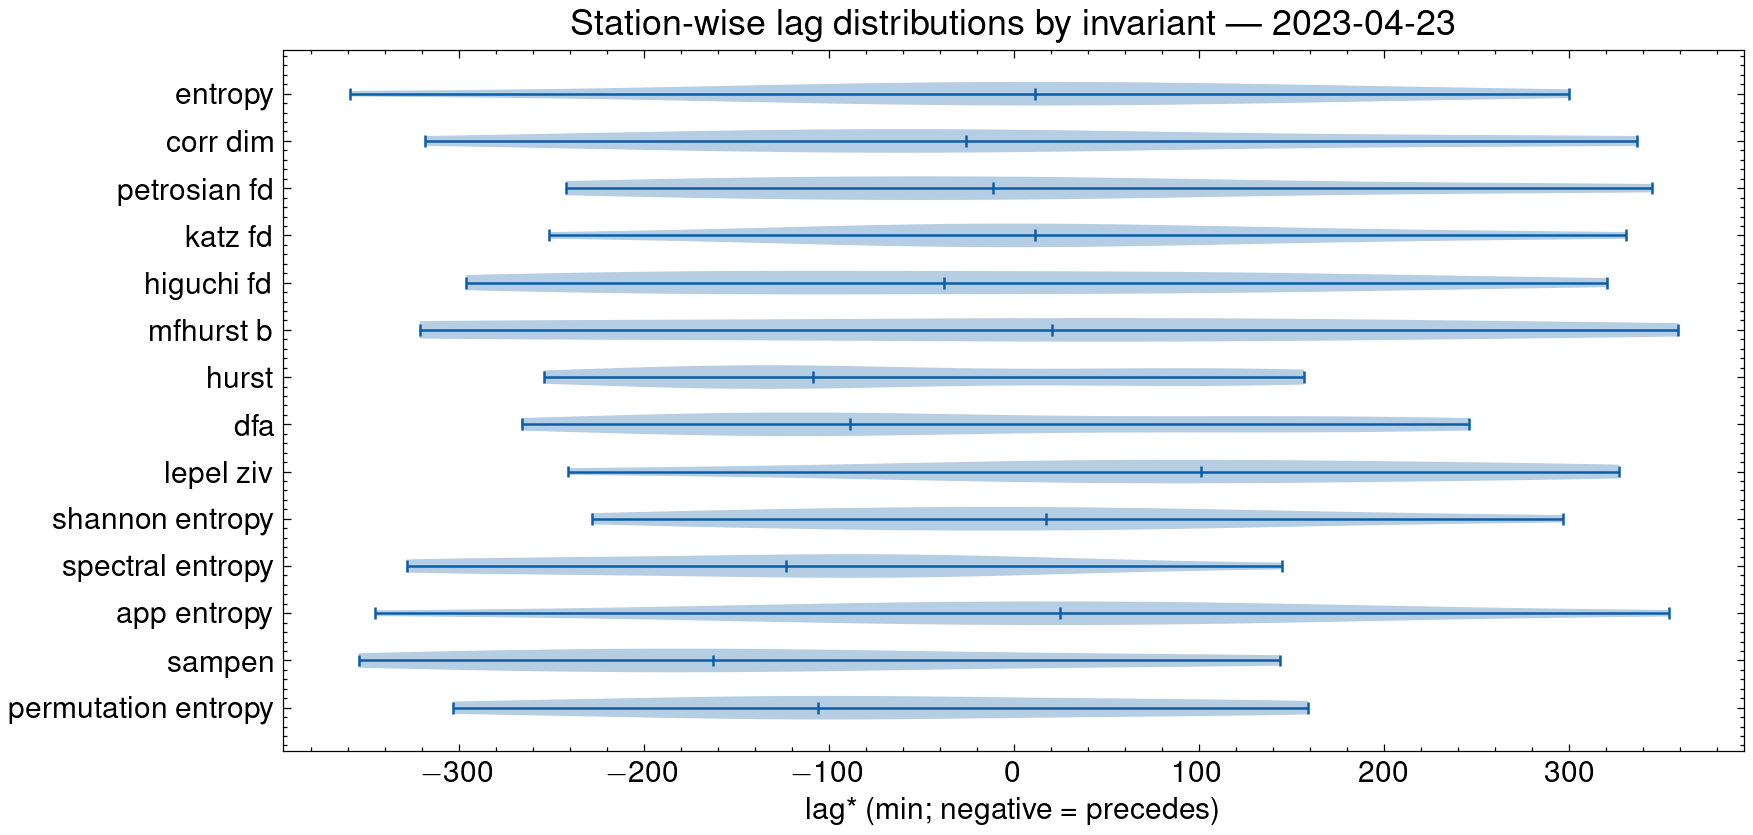 Station-wise lag distributions by invariant — 2023-04-23
entropy
corr dim
petrosian fd
katz fd
higuchi fd
mfhurst b
hurst
dfa
lepel ziv
shannon entropy
spectral entropy
app entropy
sampen
permutation entropy
−300 −200 −100 0 100 200 300
lag* (min; negative = precedes)